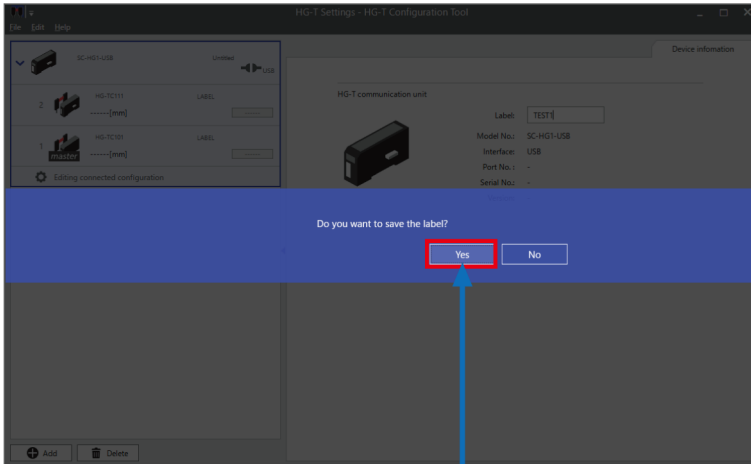 HG-T Settings - HG-T Configuration Tool
File Edit Help
SC-HG1-USB
Untitled
USB
2
HG-TC111
LABEL
------[mm]
1
HG-TC101
LABEL
master
------[mm]
Editing connected configuration
Device infomation
HG-T communication unit
Label: TEST1
Model No.: SC-HG1-USB
Interface: USB
Port No. : -
Serial No.: -
Do you want to save the label?
Yes
No
Add
Delete